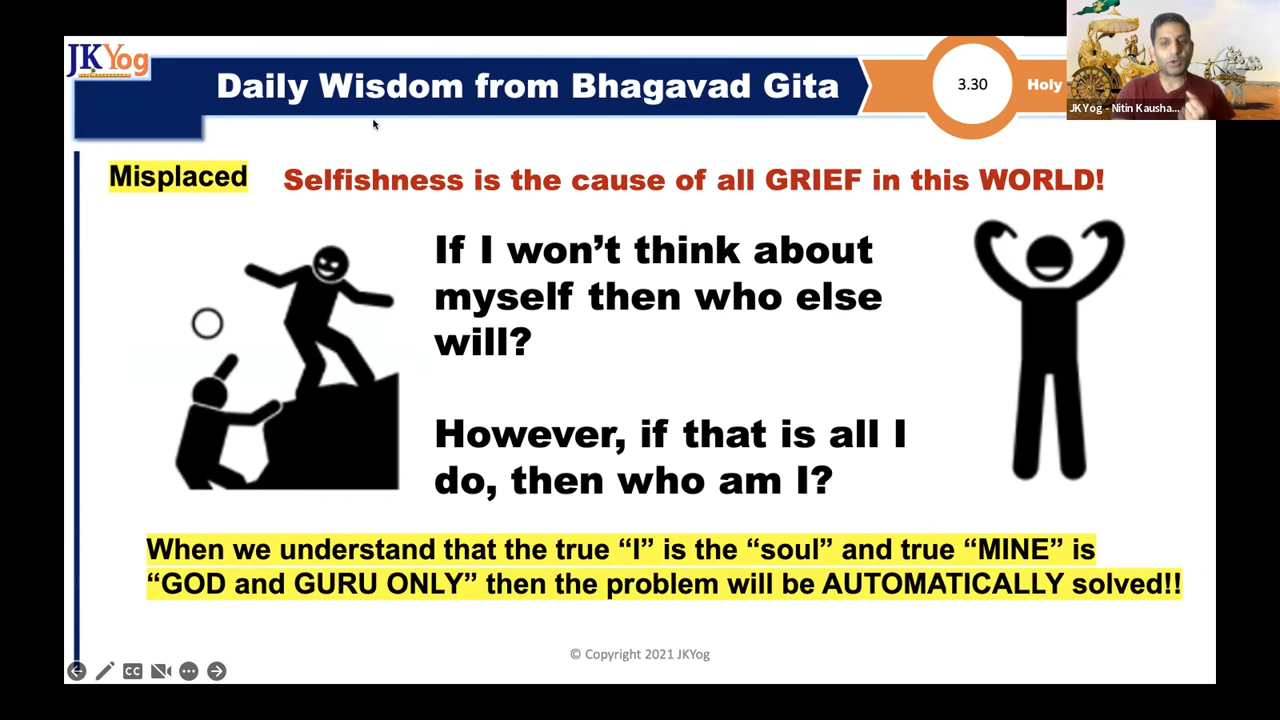 JKYog
Daily Wisdom from Bhagavad Gita
3.30
Holy
JKYog - Nitin Kausha...
Misplaced
Selfishness is the cause of all GRIEF in this WORLD!
If I won’t think about
myself then who else
will?
However, if that is all I
do, then who am I?
When we understand that the true “I” is the “soul” and true “MINE” is
“GOD and GURU ONLY” then the problem will be AUTOMATICALLY solved!!
© Copyright 2021 JKYog
CC